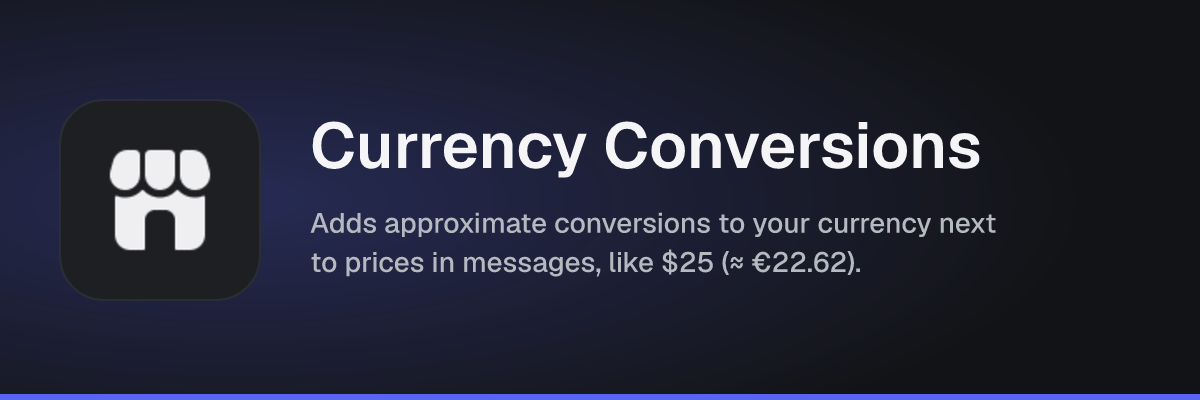 Currency Conversions
Adds approximate conversions to your currency next
to prices in messages, like $25 (≈ €22.62).